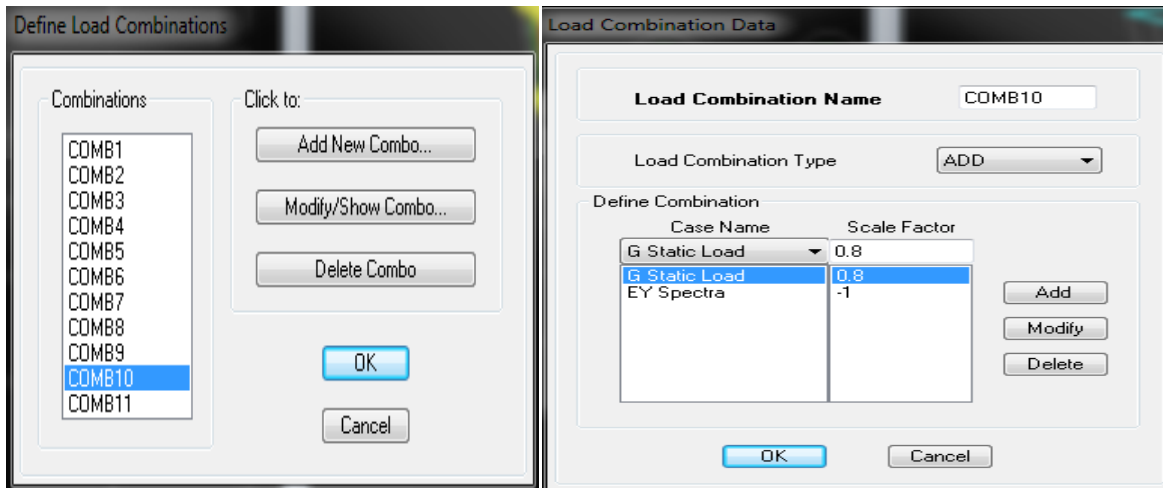 Define Load Combinations
Combinations
COMB1
COMB2
COMB3
COMB4
COMB5
COMB6
COMB7
COMB8
COMB9
COMB10
COMB11
Click to:
Add New Combo...
Modify/Show Combo...
Delete Combo
OK
Cancel
Load Combination Data
Load Combination Name COMB10
Load Combination Type ADD
Define Combination
Case Name Scale Factor
G Static Load 0.8
G Static Load 0.8
EY Spectra -1
Add
Modify
Delete
OK Cancel